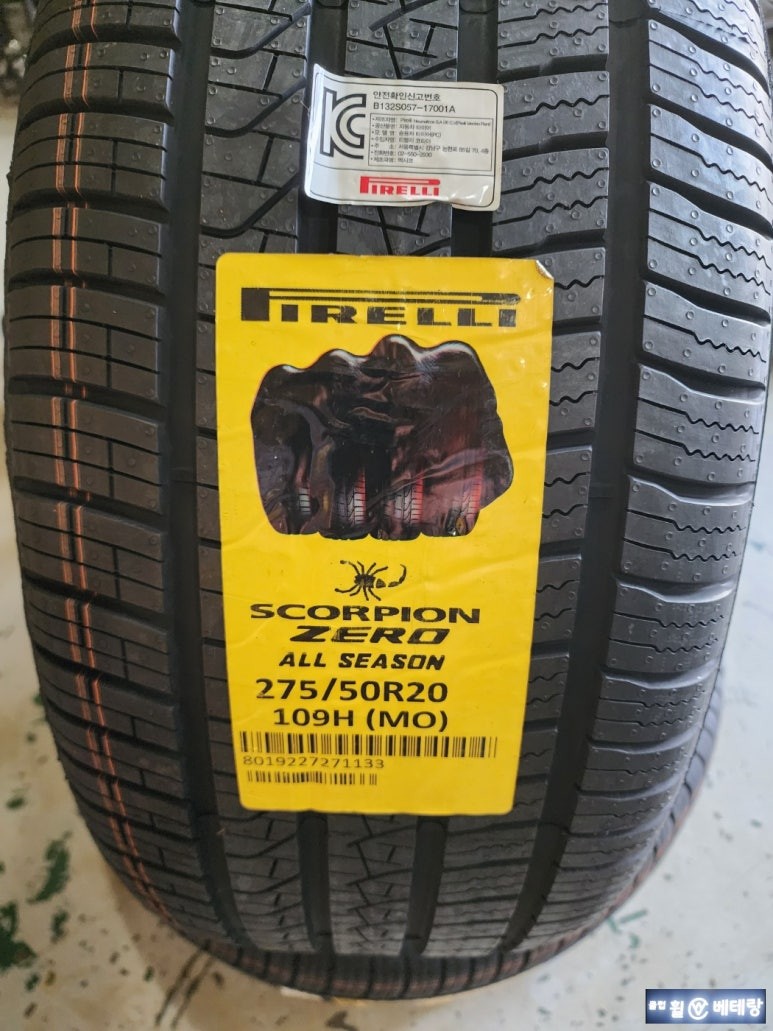 안전확인신고번호
B132S057-17001A
PIRELLI
PIRELLI
SCORPION
ZERO
ALL SEASON
275/50R20
109H (MO)
8019227271133
휠 베테랑